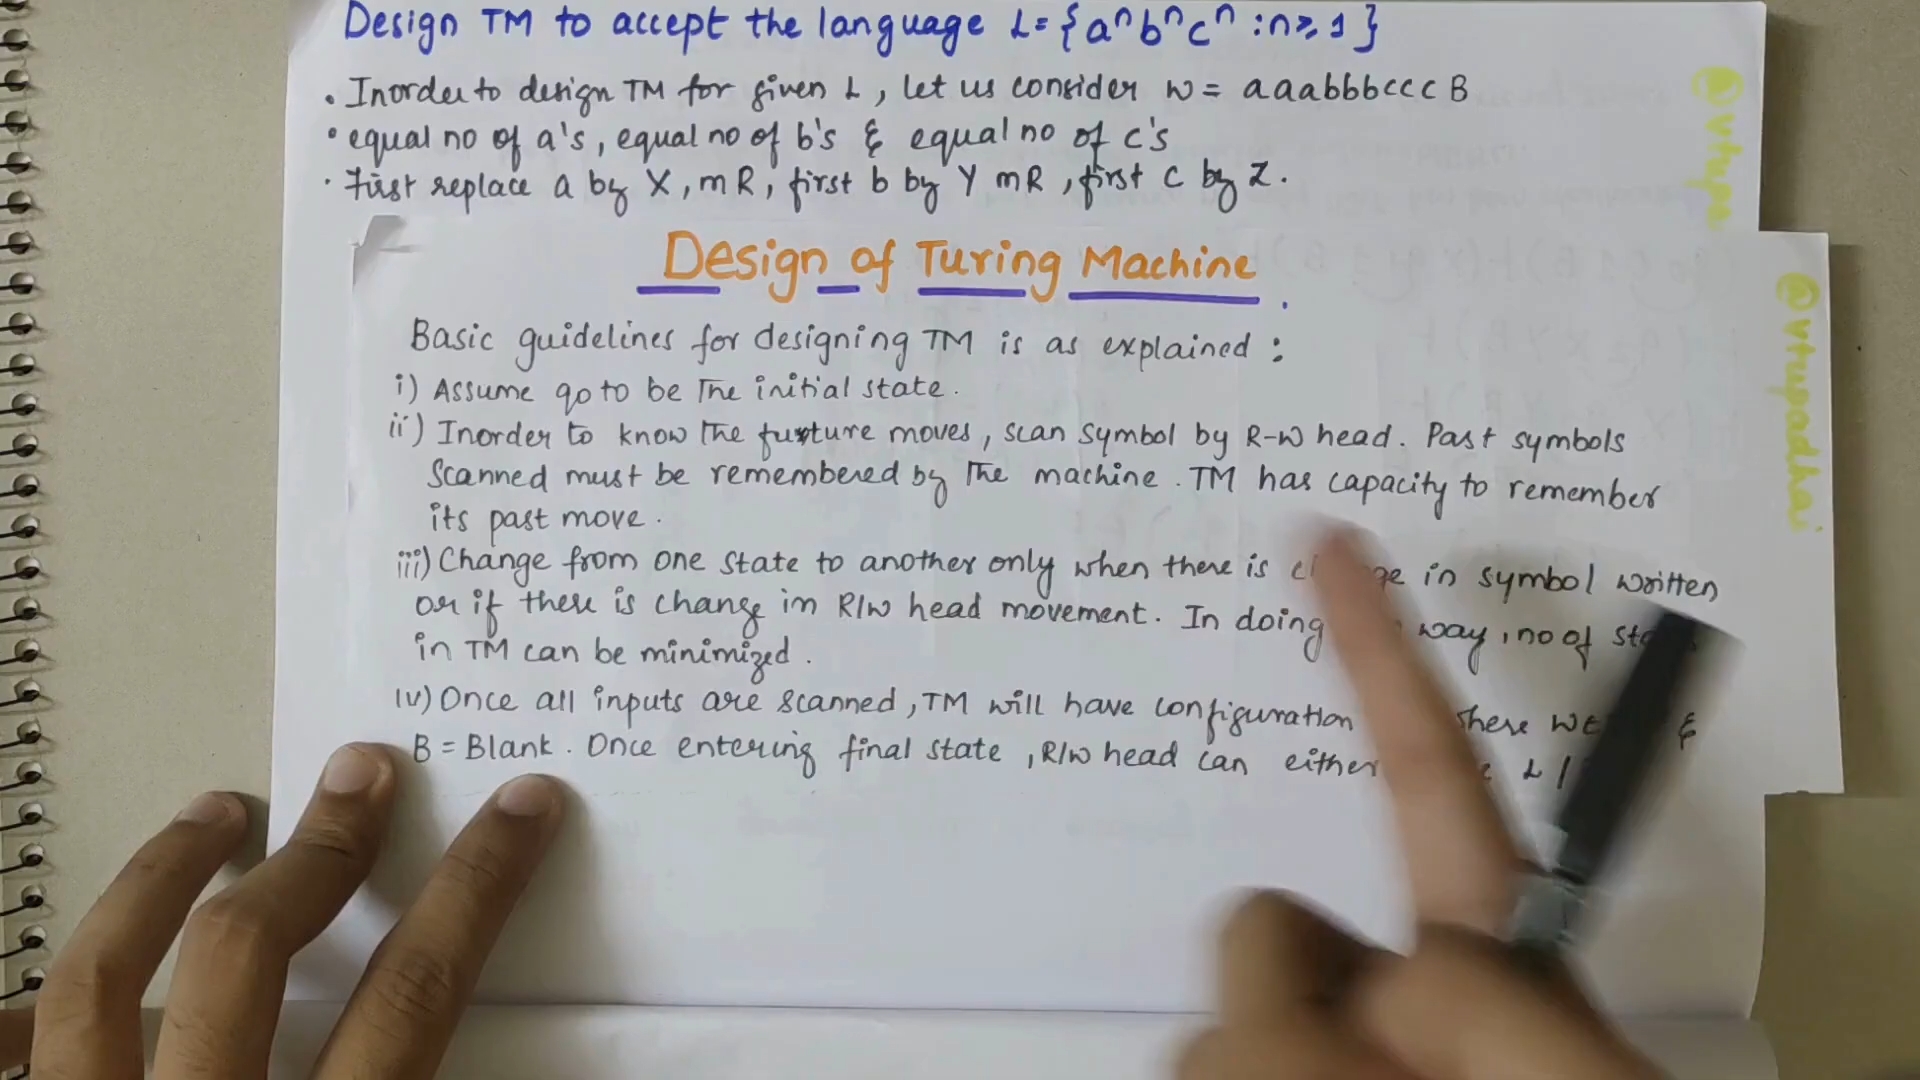 Design TM to accept the language L = {aⁿbⁿcⁿ : n ≥ 1}
• Inorder to design TM for given L, let us consider w = aaabbbccc B
• equal no of a's, equal no of b's & equal no of c's
• First replace a by X, mR, first b by Y mR, first c by Z.
@vtupa
Design of Turing Machine.
Basic guidelines for designing TM is as explained :
i) Assume q0 to be The initial state.
ii) Inorder to know The future moves, scan symbol by R-W head. Past symbols
Scanned must be remembered by The machine. TM has capacity to remember
its past move.
iii) Change from one state to another only when there is in symbol written
or if there is change in R/W head movement. In doing way, no of
in TM can be minimized.
iv) Once all inputs are scanned, TM will have configuration &
B = Blank. Once entering final state, R/W head can either L /
@vtupadhai